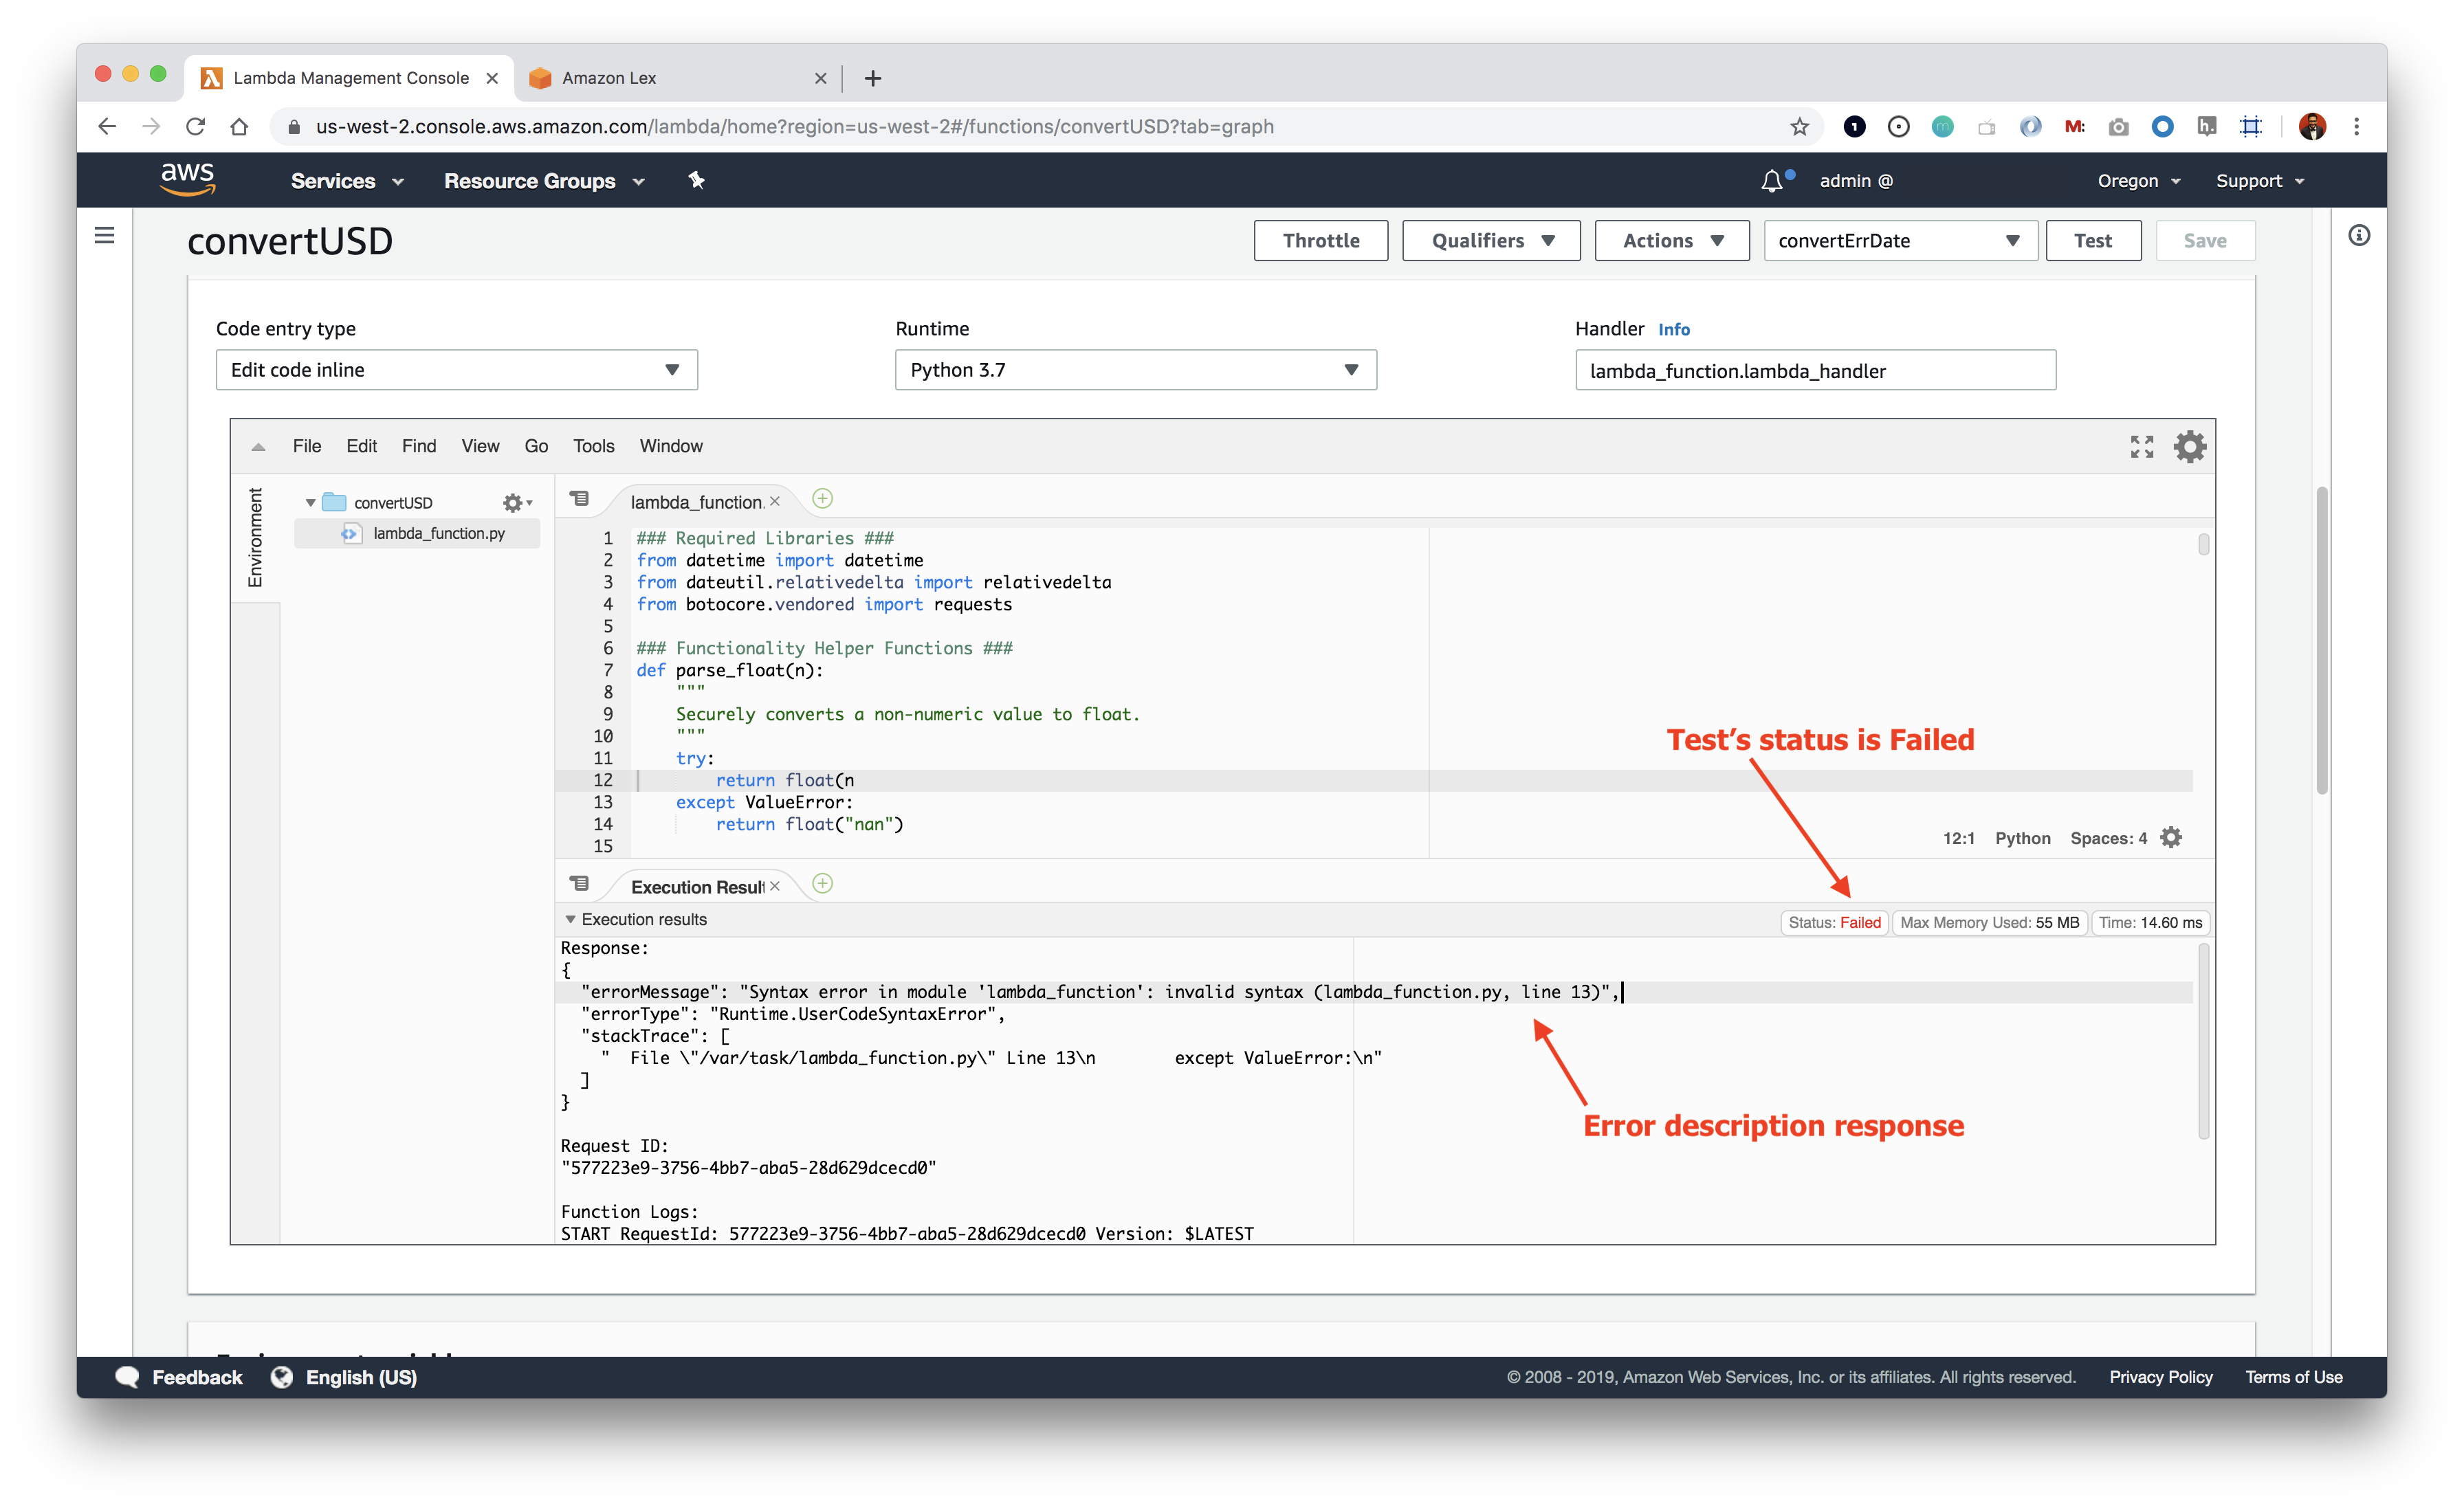 Lambda Management Console
Amazon Lex
us-west-2.console.aws.amazon.com/lambda/home?region=us-west-2#/functions/convertUSD?tab=graph
1
m
M:
h.
aws
Services
Resource Groups
admin @
Oregon
Support
convertUSD
Throttle
Qualifiers
Actions
convertErrDate
Test
Save
Code entry type
Runtime
Handler Info
Edit code inline
Python 3.7
lambda_function.lambda_handler
File Edit Find View Go Tools Window
Environment
convertUSD
lambda_function.py
lambda_function.
1 ### Required Libraries ###
2 from datetime import datetime
3 from dateutil.relativedelta import relativedelta
4 from botocore.vendored import requests
5
6 ### Functionality Helper Functions ###
7 def parse_float(n):
8     """
9     Securely converts a non-numeric value to float.
10     """
11     try:
12         return float(n
13     except ValueError:
14         return float("nan")
15
Test's status is Failed
12:1 Python Spaces: 4
Execution Result
Execution results
Status: Failed
Max Memory Used: 55 MB
Time: 14.60 ms
Response:
{
  "errorMessage": "Syntax error in module 'lambda_function': invalid syntax (lambda_function.py, line 13)",
  "errorType": "Runtime.UserCodeSyntaxError",
  "stackTrace": [
    "  File \"/var/task/lambda_function.py\" Line 13\n        except ValueError:\n"
  ]
}
Error description response
Request ID:
"577223e9-3756-4bb7-aba5-28d629dcecd0"
Function Logs:
START RequestId: 577223e9-3756-4bb7-aba5-28d629dcecd0 Version: $LATEST
Feedback
English (US)
© 2008 - 2019, Amazon Web Services, Inc. or its affiliates. All rights reserved.
Privacy Policy
Terms of Use